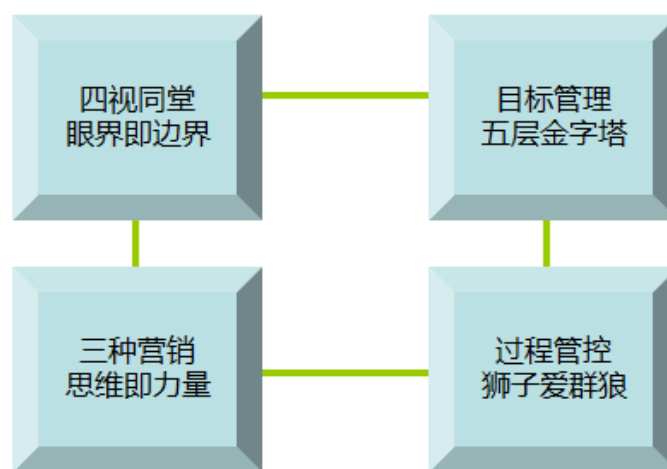 四视同堂
眼界即边界
目标管理
五层金字塔
三种营销
思维即力量
过程管控
狮子爱群狼